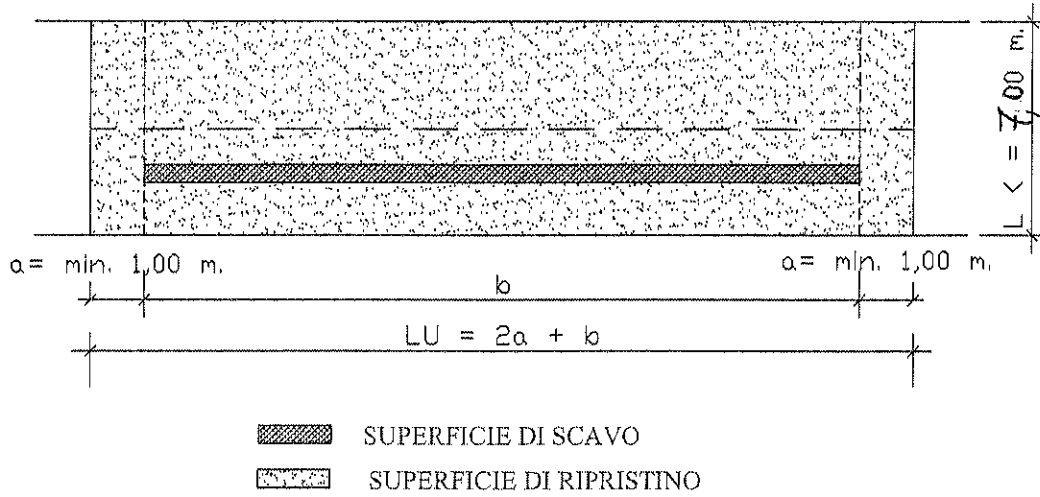 L < = 7,00 m.
a= min. 1,00 m.
a= min. 1,00 m.
b
LU = 2a + b
SUPERFICIE DI SCAVO
SUPERFICIE DI RIPRISTINO